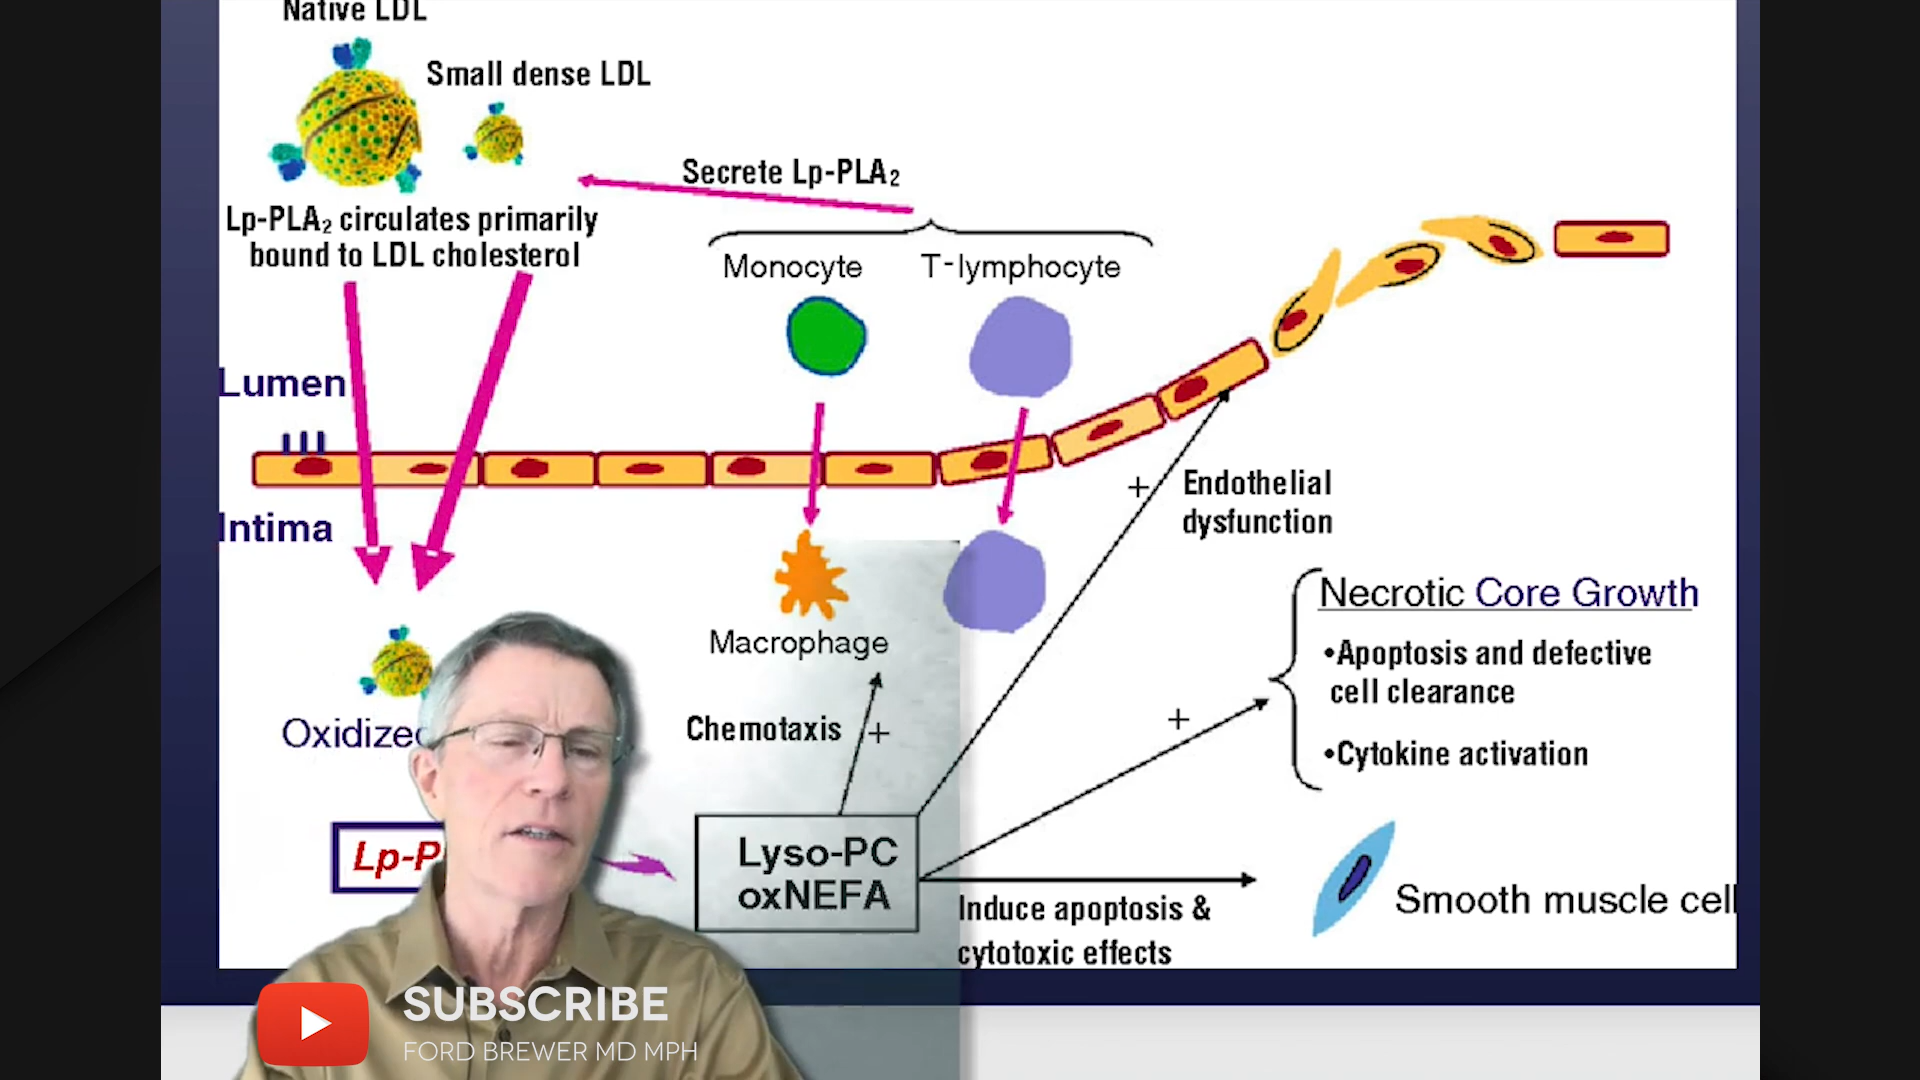 Native LDL
Small dense LDL
Secrete Lp-PLA₂
Lp-PLA₂ circulates primarily
bound to LDL cholesterol
Monocyte
T-lymphocyte
Lumen
Intima
Endothelial
dysfunction
+
Necrotic Core Growth
•Apoptosis and defective
cell clearance
•Cytokine activation
Macrophage
Chemotaxis
+
+
Oxidized
Lp-P
Lyso-PC
oxNEFA
Induce apoptosis &
cytotoxic effects
Smooth muscle cell
SUBSCRIBE
FORD BREWER MD MPH